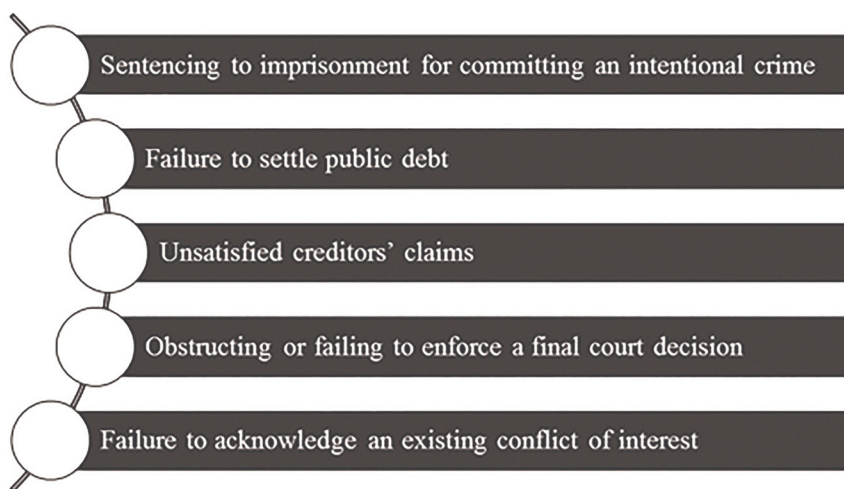 Sentencing to imprisonment for committing an intentional crime
Failure to settle public debt
Unsatisfied creditors’ claims
Obstructing or failing to enforce a final court decision
Failure to acknowledge an existing conflict of interest